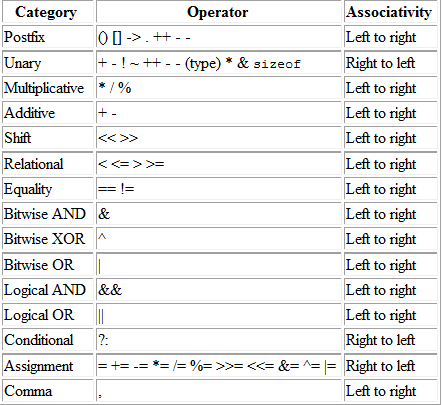 Category Operator Associativity
Postfix () [] -> . ++ - - Left to right
Unary + - ! ~ ++ - - (type) * & sizeof Right to left
Multiplicative * / % Left to right
Additive + - Left to right
Shift << >> Left to right
Relational < <= > >= Left to right
Equality == != Left to right
Bitwise AND & Left to right
Bitwise XOR ^ Left to right
Bitwise OR | Left to right
Logical AND && Left to right
Logical OR || Left to right
Conditional ?: Right to left
Assignment = += -= *= /= %= >>= <<= &= ^= |= Right to left
Comma , Left to right